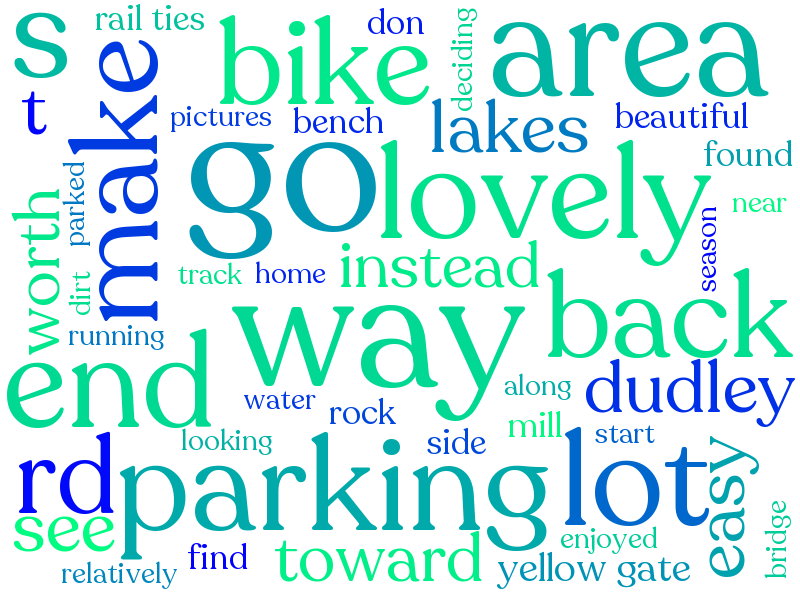 s
rail ties
bike
don
deciding
area
t
make
pictures
bench
lakes
beautiful
found
parked
go
lovely
near
worth
season
dirt
track
home
instead
running
way
back
end
water
rock
along
dudley
looking
side
mill
start
rd
parking
lot
easy
see
find
toward
enjoyed
bridge
relatively
yellow gate